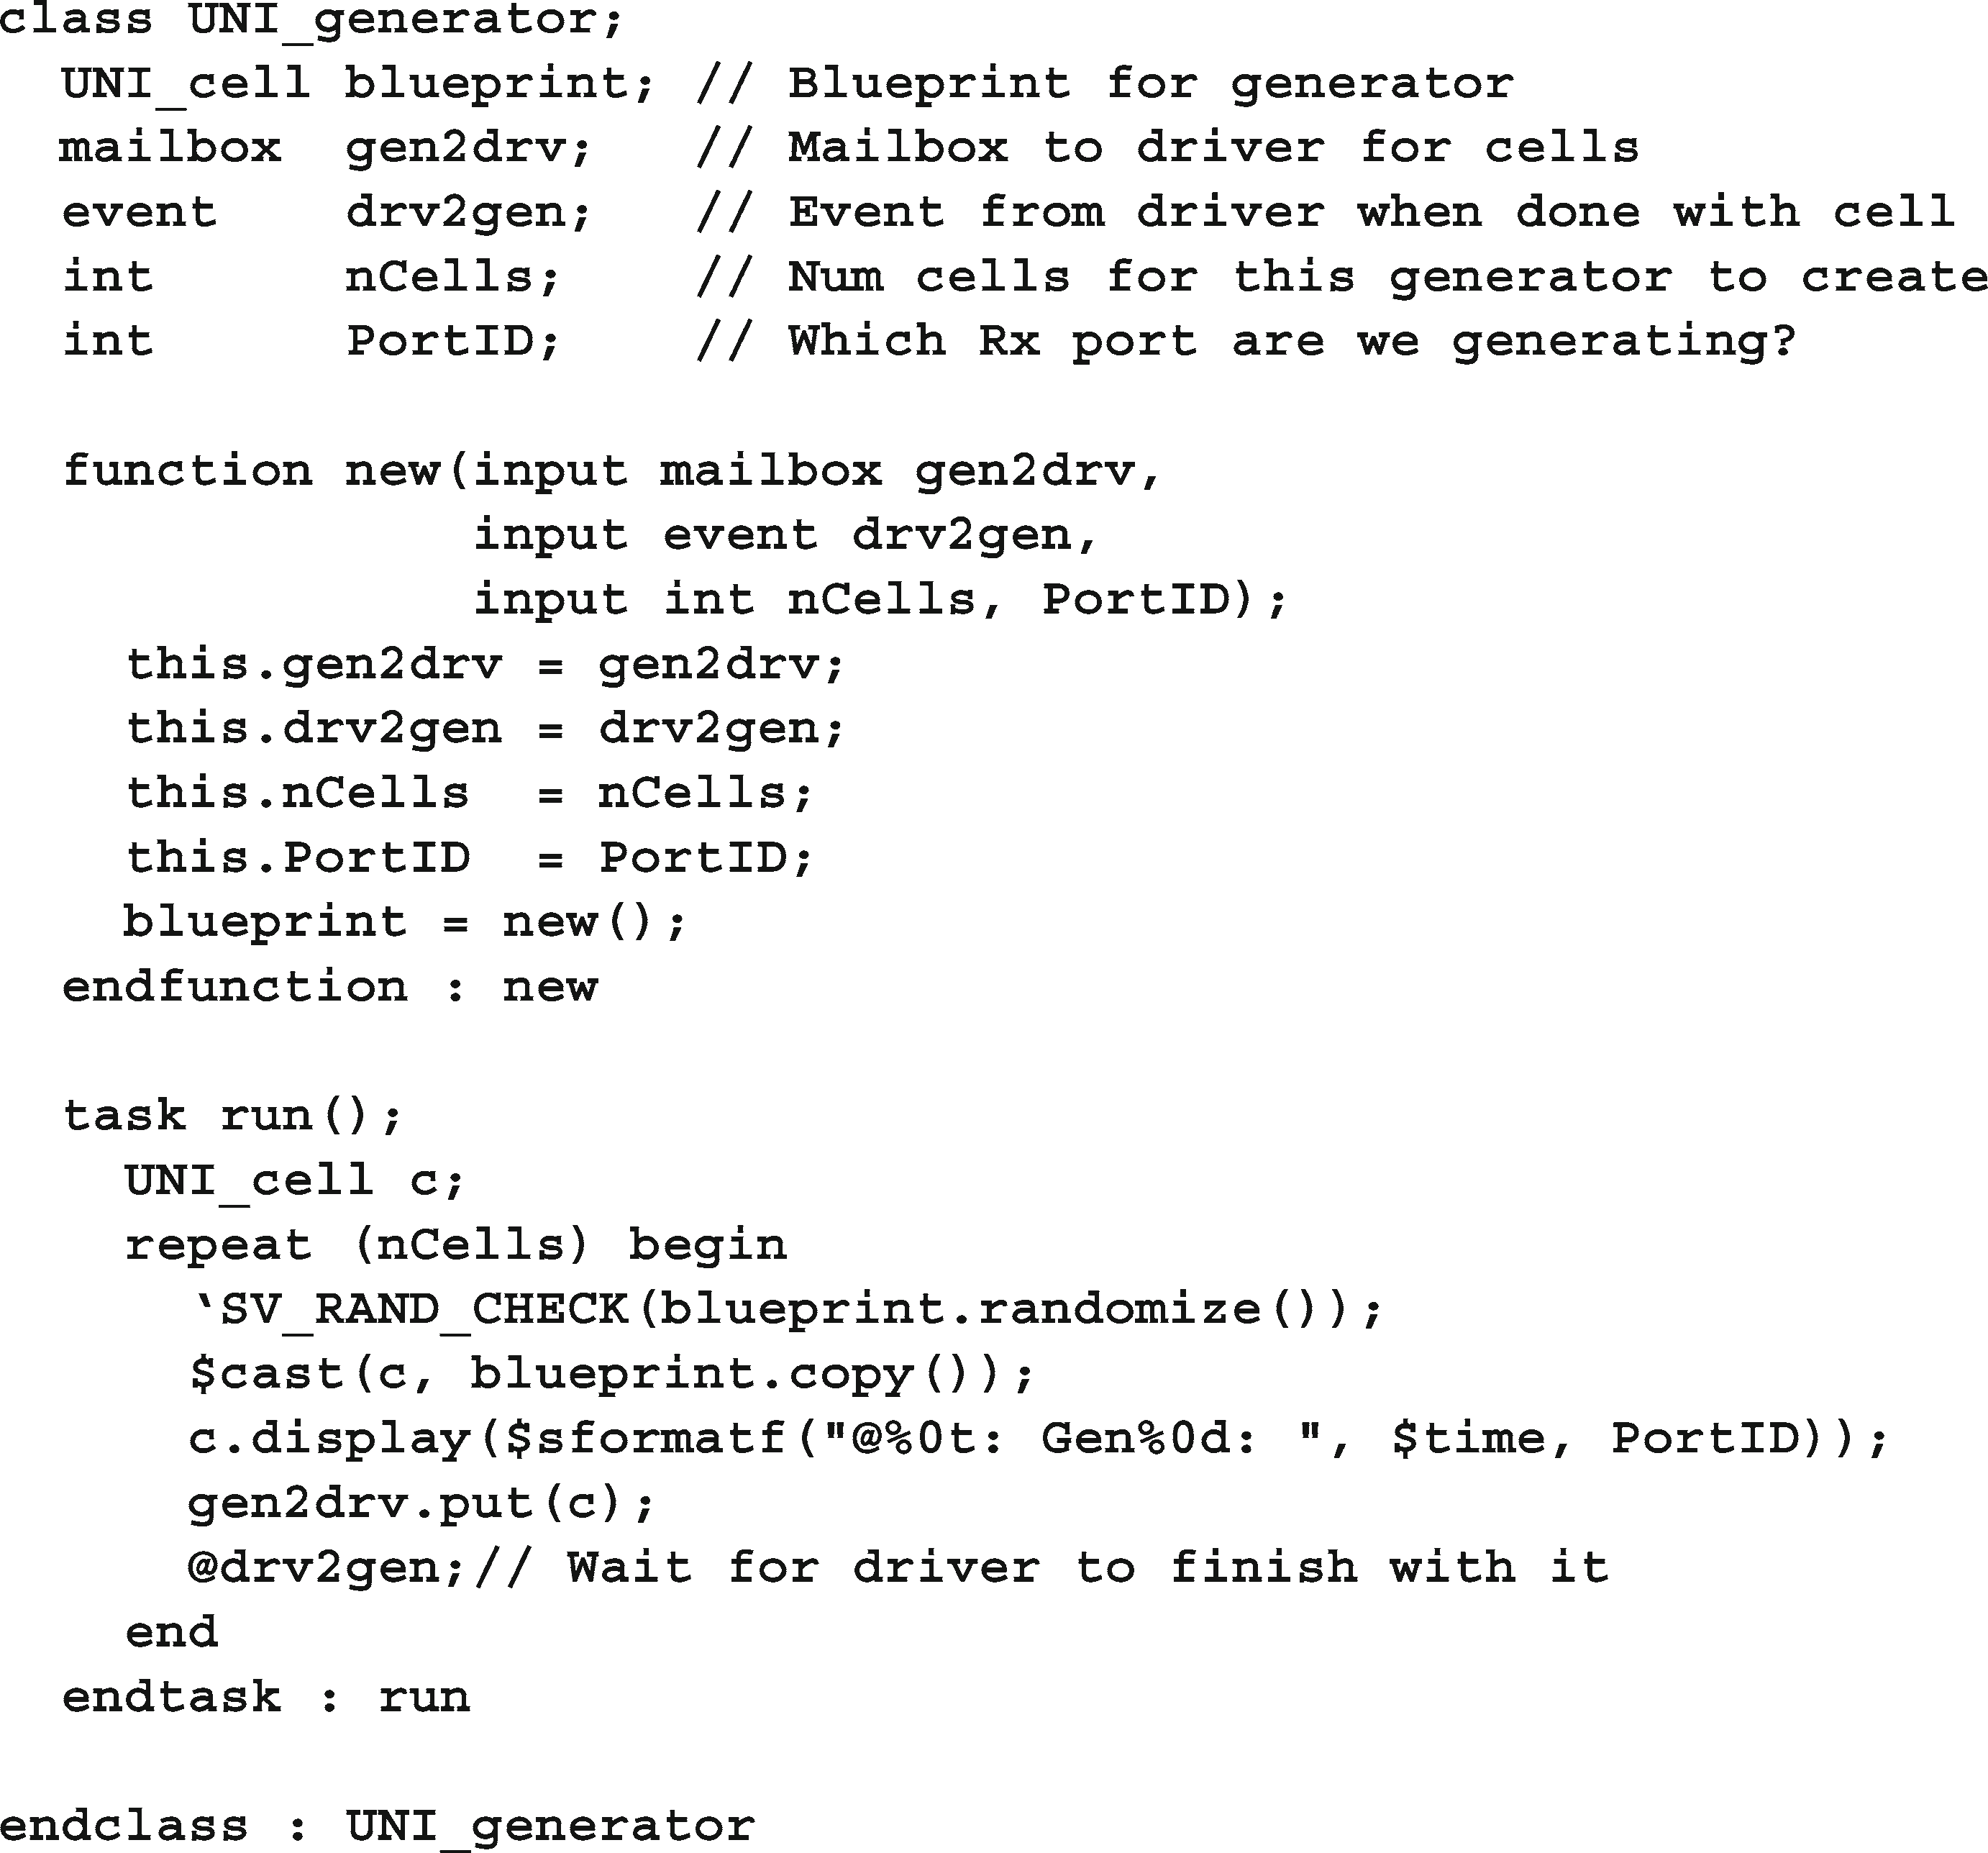 class UNI_generator;
  UNI_cell blueprint; // Blueprint for generator
  mailbox  gen2drv;   // Mailbox to driver for cells
  event    drv2gen;   // Event from driver when done with cell
  int      nCells;    // Num cells for this generator to create
  int      PortID;    // Which Rx port are we generating?

  function new(input mailbox gen2drv,
               input event drv2gen,
               input int nCells, PortID);
    this.gen2drv = gen2drv;
    this.drv2gen = drv2gen;
    this.nCells  = nCells;
    this.PortID  = PortID;
    blueprint = new();
  endfunction : new

  task run();
    UNI_cell c;
    repeat (nCells) begin
      ‘SV_RAND_CHECK(blueprint.randomize());
      $cast(c, blueprint.copy());
      c.display($sformatf("@%0t: Gen%0d: ", $time, PortID));
      gen2drv.put(c);
      @drv2gen;// Wait for driver to finish with it
    end
  endtask : run

endclass : UNI_generator